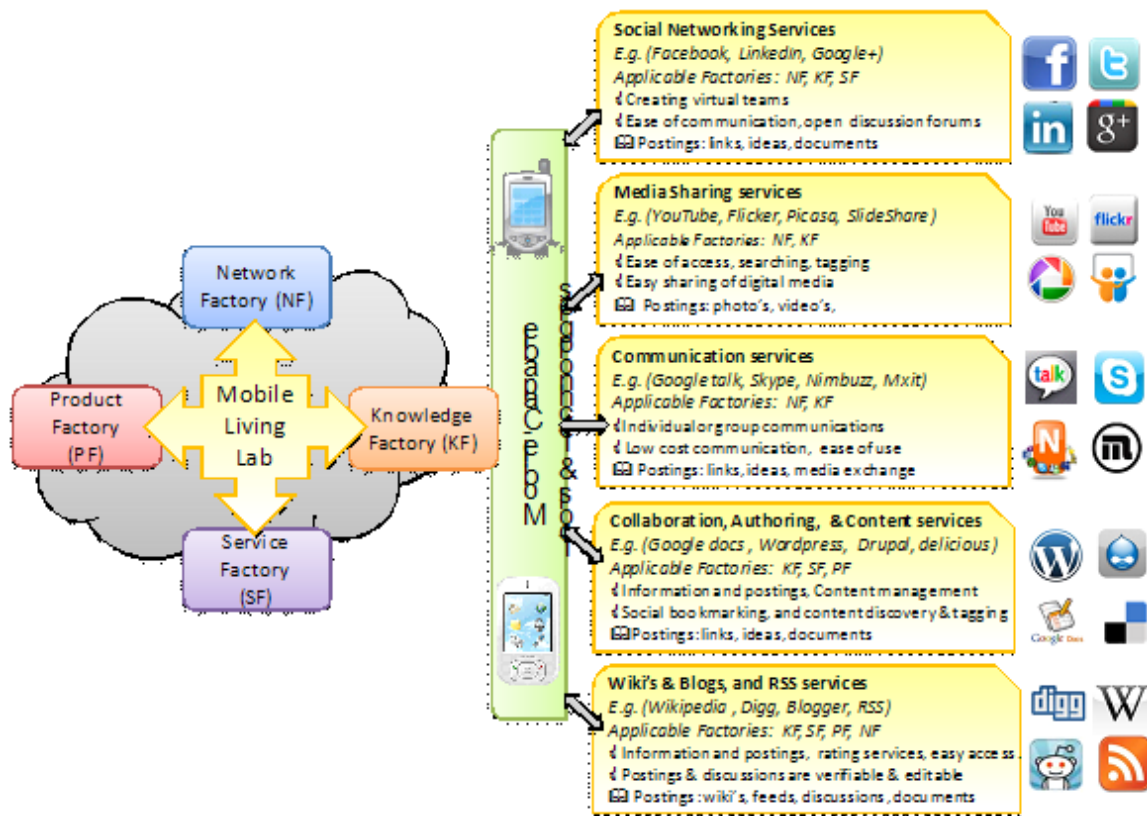 Social Networking Services
E.g. (Facebook, LinkedIn, Google+)
Applicable Factories: NF, KF, SF
Creating virtual teams
Ease of communication, open discussion forums
Postings: links, ideas, documents
f
t
in
g+
Media Sharing services
E.g. (YouTube, Flicker, Picasa, SlideShare)
Applicable Factories: NF, KF
Ease of access, searching, tagging
Easy sharing of digital media
Postings: photo's, video's,
You
Tube
flickr
Communication services
E.g. (Google talk, Skype, Nimbuzz, Mxit)
Applicable Factories: NF, KF
Individual or group communications
Low cost communication, ease of use
Postings: links, ideas, media exchange
talk
S
N
M
Collaboration, Authoring, & Content services
E.g. (Google docs, Wordpress, Drupal, delicious)
Applicable Factories: KF, SF, PF
Information and postings, Content management
Social bookmarking, and content discovery & tagging
Postings: links, ideas, documents
W
Google Docs
Wiki's & Blogs, and RSS services
E.g. (Wikipedia, Digg, Blogger, RSS)
Applicable Factories: KF, SF, PF, NF
Information and postings, rating services, easy access.
Postings & discussions are verifiable & editable
Postings: wiki's, feeds, discussions, documents
digg
W
Network
Factory (NF)
Product
Factory
(PF)
Mobile
Living
Lab
Knowledge
Factory (KF)
Service
Factory
(SF)